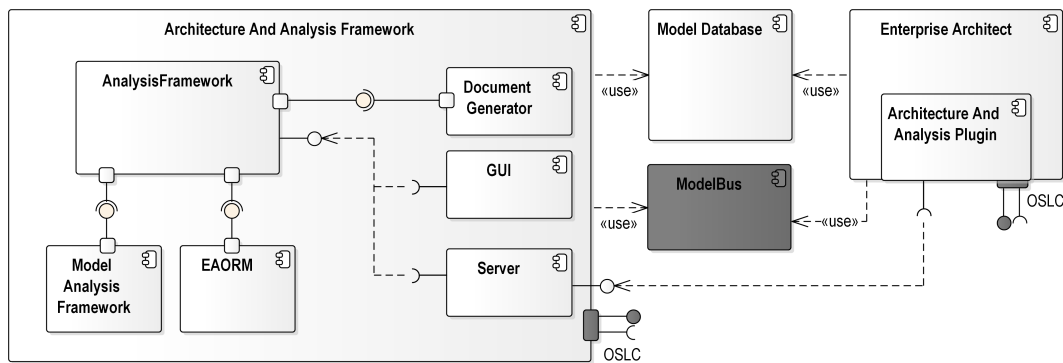 Architecture And Analysis Framework
Model Database
Enterprise Architect
AnalysisFramework
Document
Generator
«use»
«use»
Architecture And
Analysis Plugin
GUI
ModelBus
OSLC
«use»
«use»
Model
Analysis
Framework
EAORM
Server
OSLC